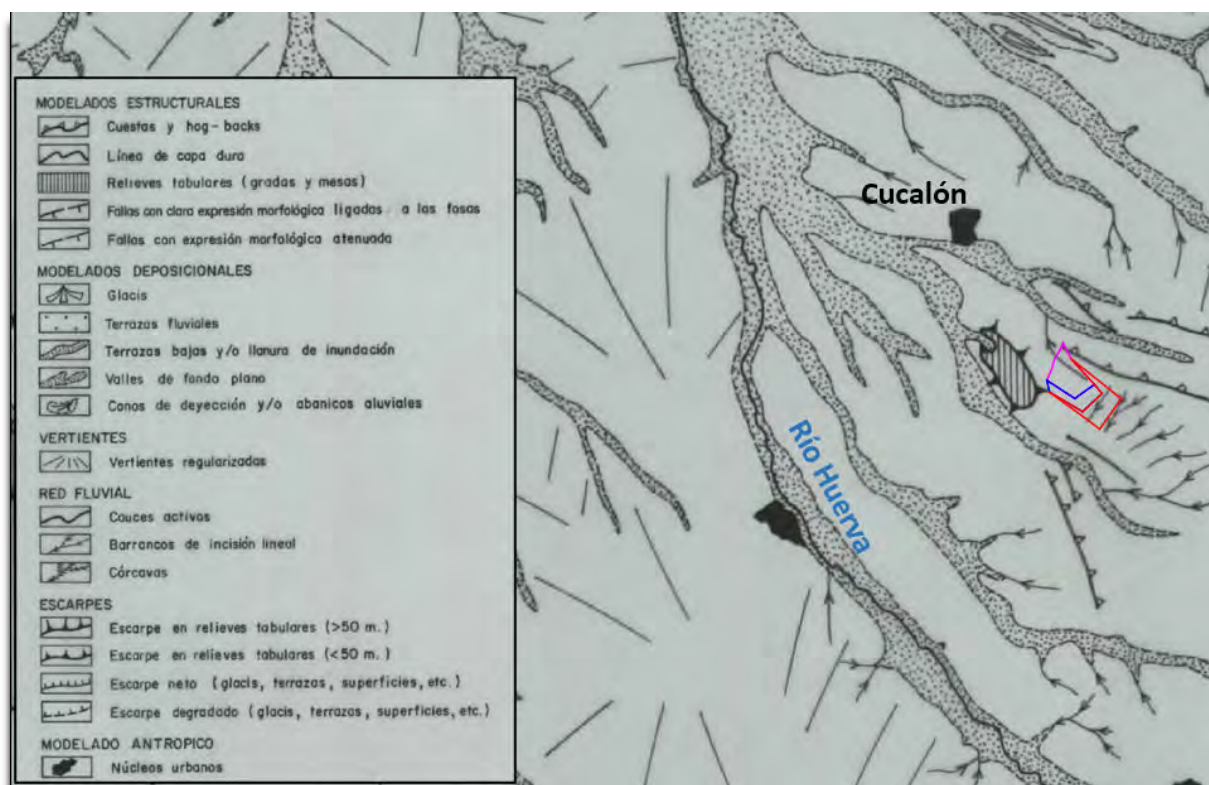 MODELADOS ESTRUCTURALES
Cuestas y hog-backs
Línea de capa dura
Relieves tabulares (gradas y mesas)
Fallas con clara expresión morfológica ligadas a las fosas
Fallas con expresión morfológica atenuada
MODELADOS DEPOSICIONALES
Glacis
Terrazas fluviales
Terrazas bajas y/o llanura de inundación
Valles de fondo plano
Conos de deyección y/o abanicos aluviales
VERTIENTES
Vertientes regularizadas
RED FLUVIAL
Cauces activos
Barrancos de incisión lineal
Cárcavas
ESCARPES
Escarpe en relieves tabulares (>50 m.)
Escarpe en relieves tabulares (<50 m.)
Escarpe neto (glacis, terrazas, superficies, etc.)
Escarpe degradado (glacis, terrazas, superficies, etc.)
MODELADO ANTROPICO
Núcleos urbanos
Cucalón
Río Huerva